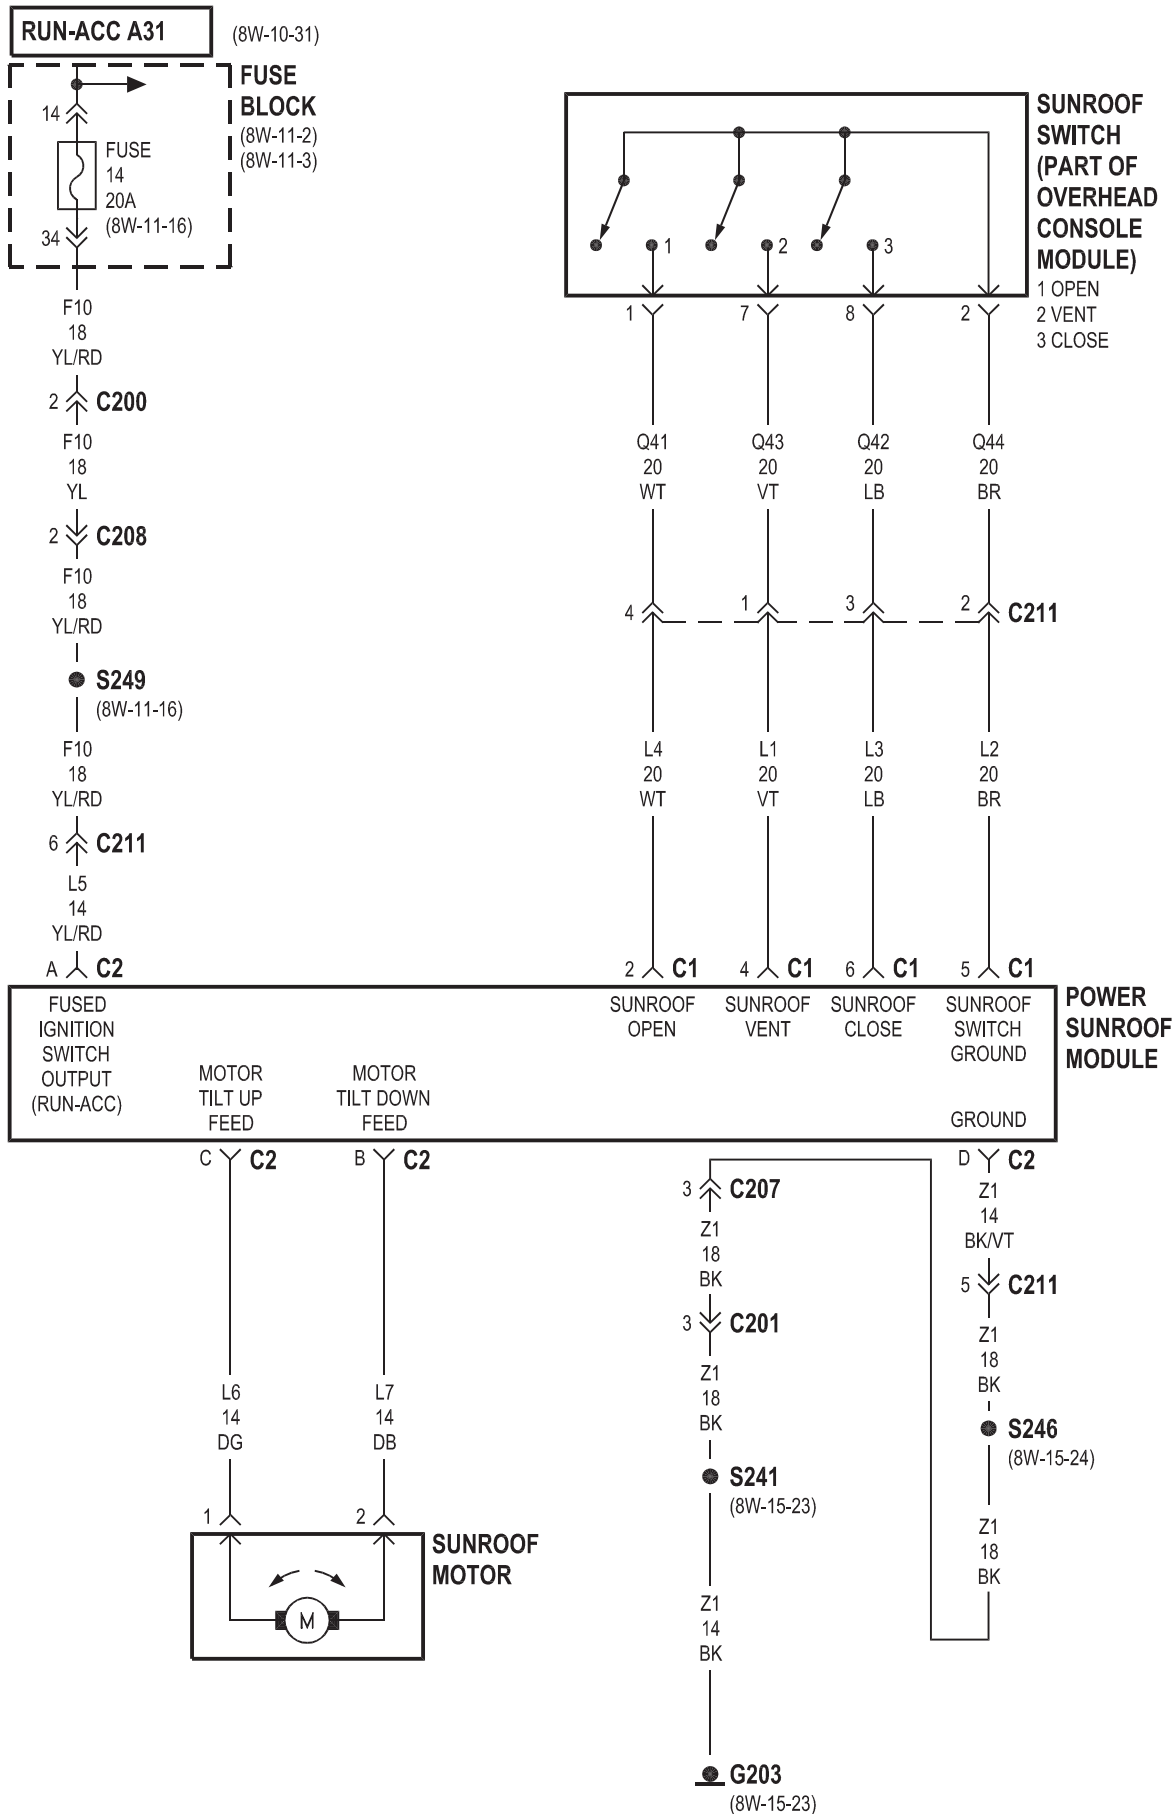 RUN-ACC A31
(8W-10-31)
FUSE
BLOCK
(8W-11-2)
(8W-11-3)
14
FUSE
14
20A
(8W-11-16)
34
F10
18
YL/RD
2
C200
F10
18
YL
2
C208
F10
18
YL/RD
S249
(8W-11-16)
F10
18
YL/RD
6
C211
L5
14
YL/RD
A
C2
SUNROOF
SWITCH
(PART OF
OVERHEAD
CONSOLE
MODULE)
1 OPEN
2 VENT
3 CLOSE
1
2
3
1
7
8
2
Q41
20
WT
Q43
20
VT
Q42
20
LB
Q44
20
BR
4
1
3
2
C211
L4
20
WT
L1
20
VT
L3
20
LB
L2
20
BR
2
C1
4
C1
6
C1
5
C1
POWER
SUNROOF
MODULE
FUSED
IGNITION
SWITCH
OUTPUT
(RUN-ACC)
SUNROOF
OPEN
SUNROOF
VENT
SUNROOF
CLOSE
SUNROOF
SWITCH
GROUND
MOTOR
TILT UP
FEED
MOTOR
TILT DOWN
FEED
GROUND
C
C2
B
C2
D
C2
L6
14
DG
L7
14
DB
1
2
SUNROOF
MOTOR
M
3
C207
Z1
18
BK
3
C201
Z1
18
BK
S241
(8W-15-23)
Z1
14
BK
G203
(8W-15-23)
Z1
14
BK/VT
5
C211
Z1
18
BK
S246
(8W-15-24)
Z1
18
BK